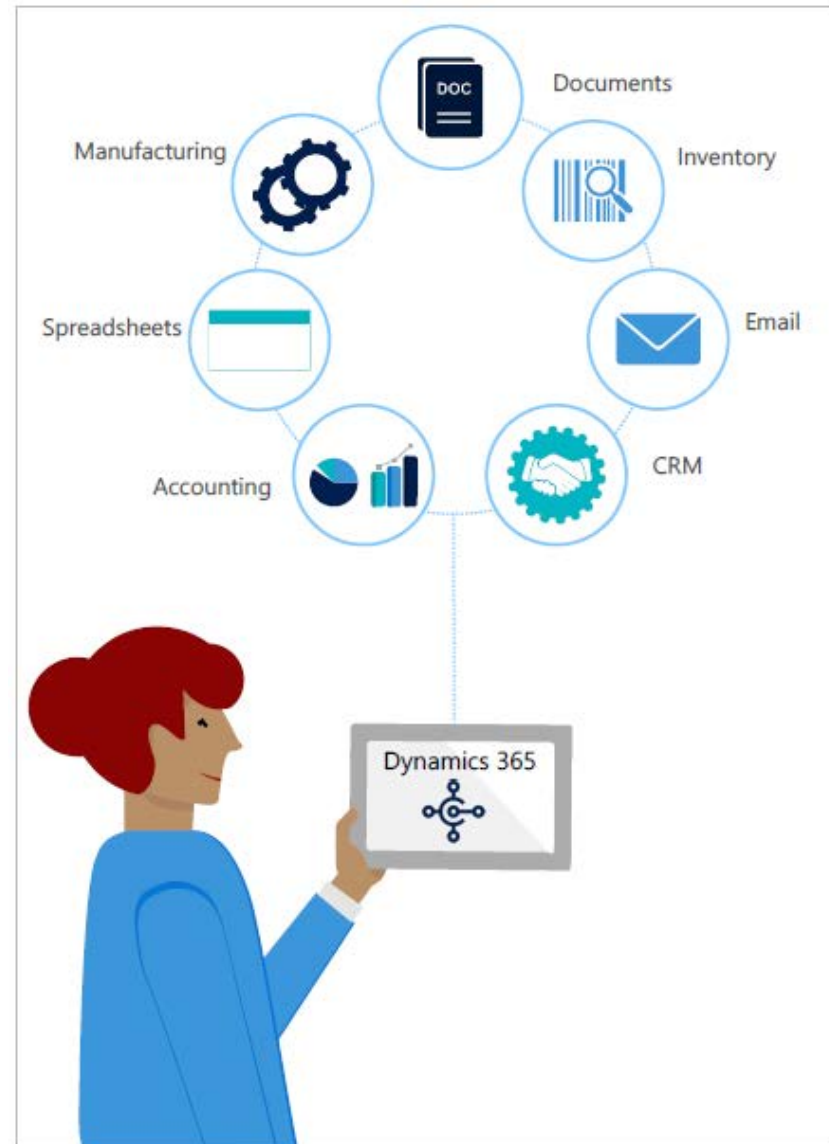 DOC
Documents
Manufacturing
Inventory
Spreadsheets
Email
Accounting
CRM
Dynamics 365